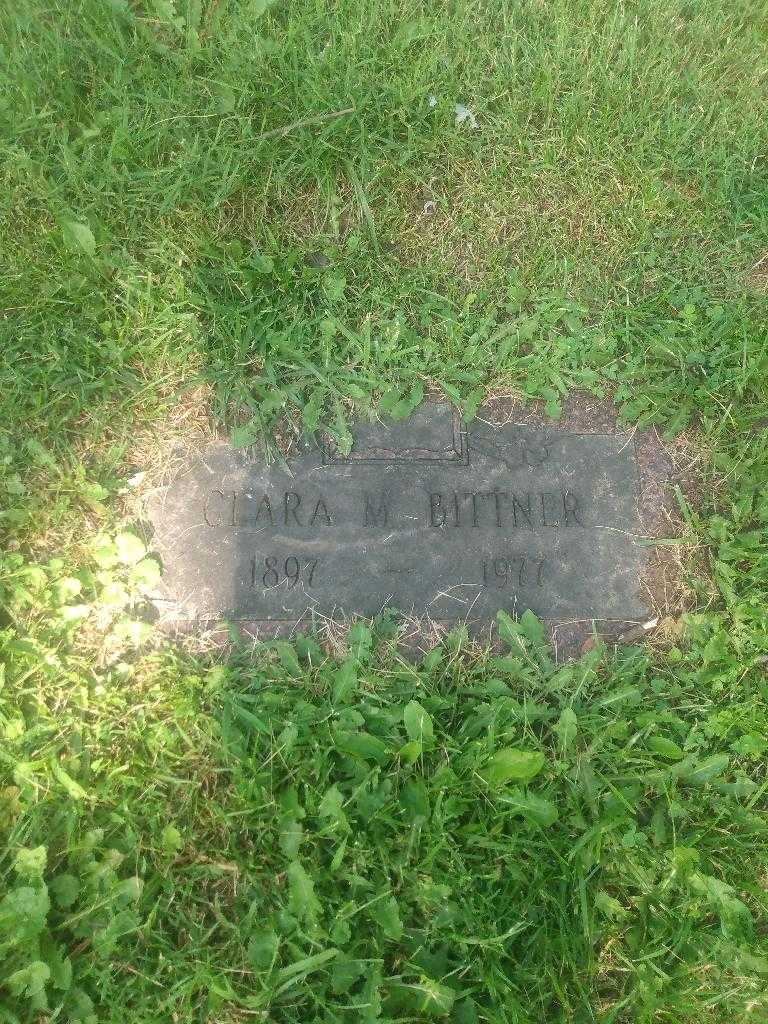 CLARA M BITTNER
1897 — 1977